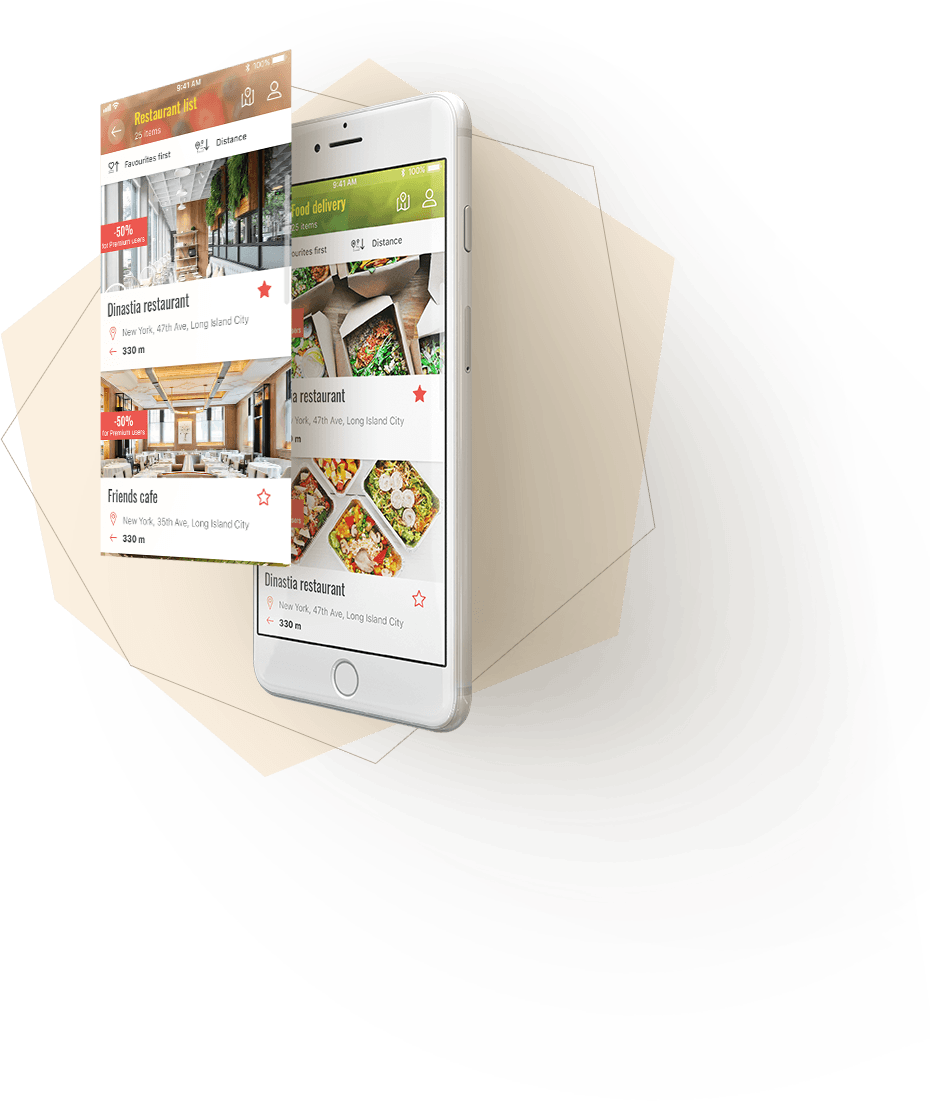 9:41 AM
100%
Restaurant list
25 items
Favourites first
Distance
-50%
for Premium users
Dinastia restaurant
New York, 47th Ave, Long Island City
330 m
-50%
for Premium users
Friends cafe
New York, 35th Ave, Long Island City
330 m
9:41 AM
100%
Food delivery
25 items
ourites first
Distance
ers
a restaurant
York, 47th Ave, Long Island City
m
ers
Dinastia restaurant
New York, 47th Ave, Long Island City
330 m